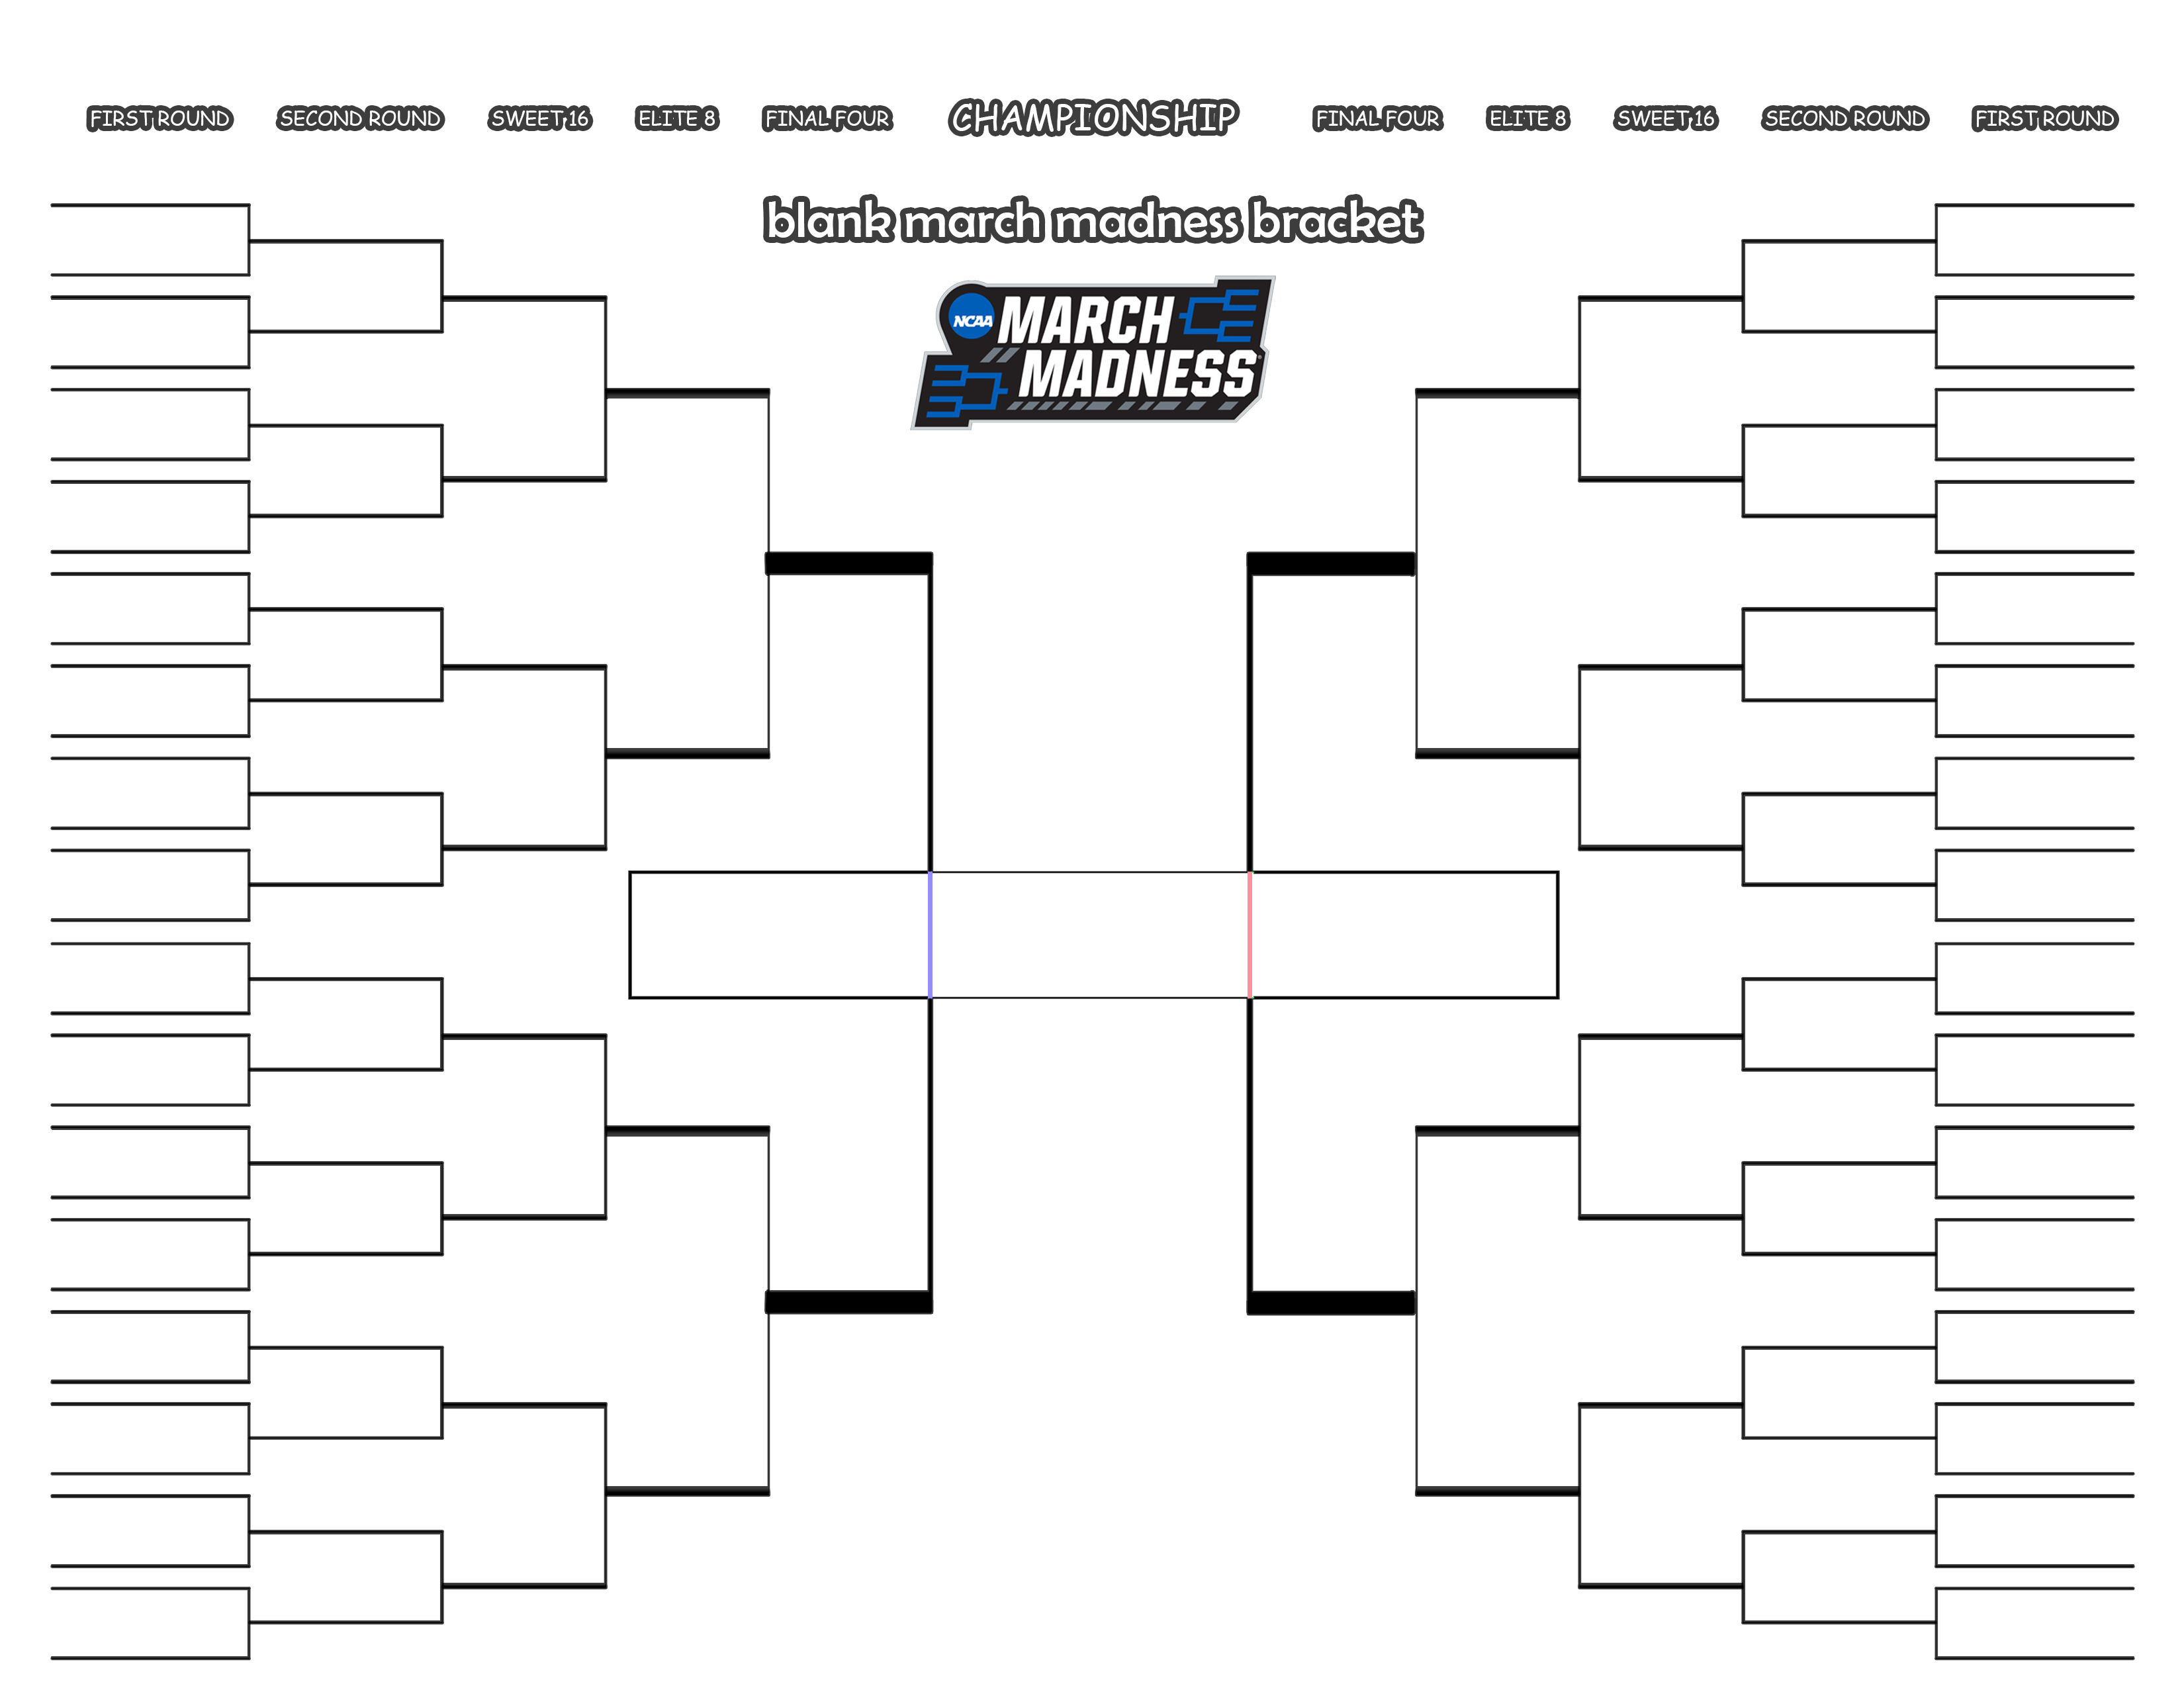 FIRST ROUND SECOND ROUND SWEET 16 ELITE 8 FINAL FOUR CHAMPIONSHIP FINAL FOUR ELITE 8 SWEET 16 SECOND ROUND FIRST ROUND
blank march madness bracket
NCAA MARCH
MADNESS